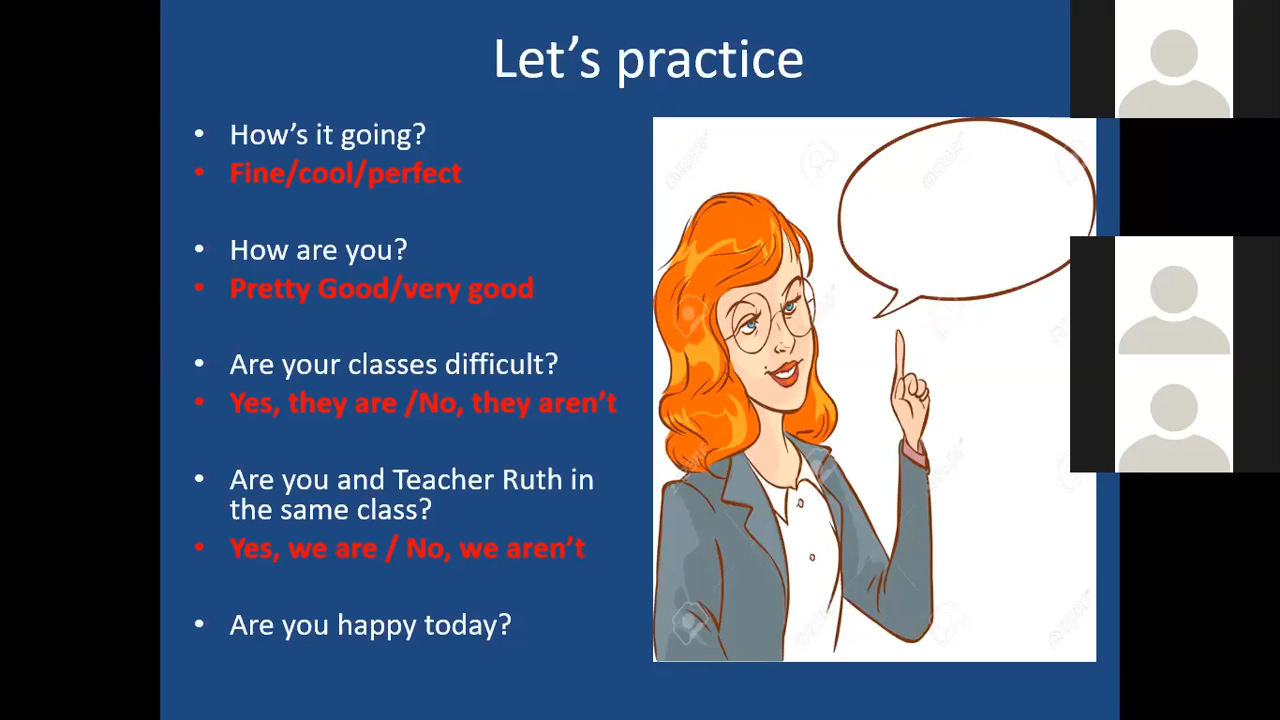 Let's practice
• How's it going?
• Fine/cool/perfect
• How are you?
• Pretty Good/very good
• Are your classes difficult?
• Yes, they are /No, they aren't
• Are you and Teacher Ruth in
the same class?
• Yes, we are / No, we aren't
• Are you happy today?